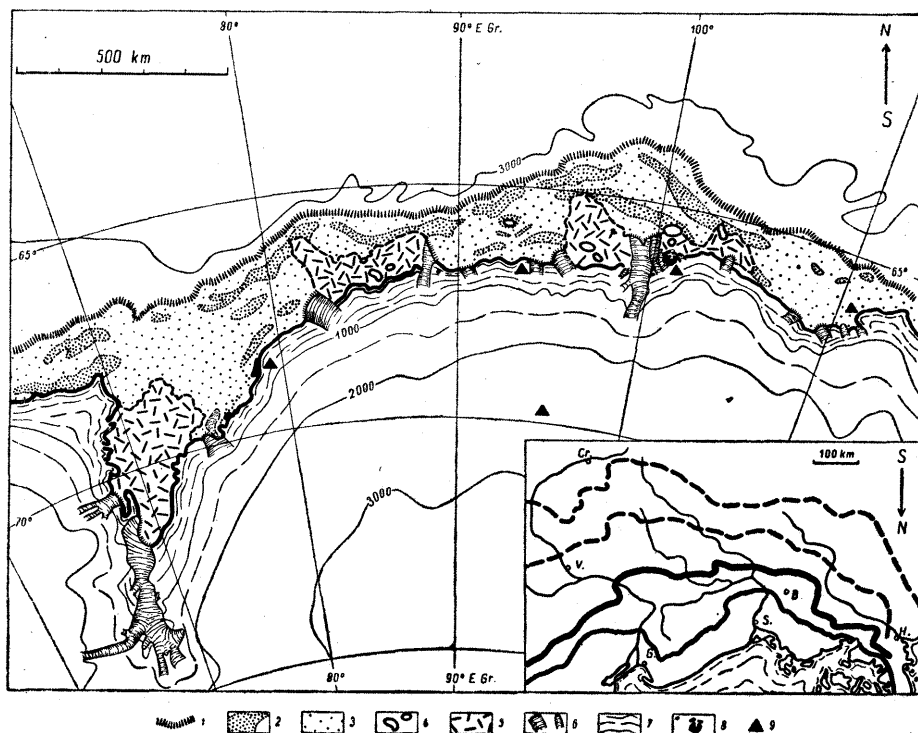 80°
90° E Gr.
100°
500 km
N
S
3000
65°
65°
1000
2000
3000
70°
80°
90° E Gr.
100 km
S
N
Cr.
V.
B.
S.
G.
H.
1 2 3 4 5 6 7 8 9